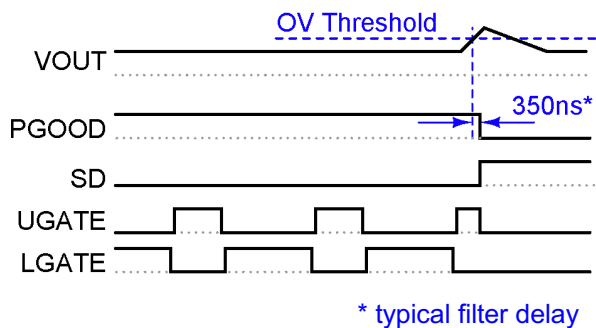 OV Threshold
VOUT
350ns*
PGOOD
SD
UGATE
LGATE
* typical filter delay